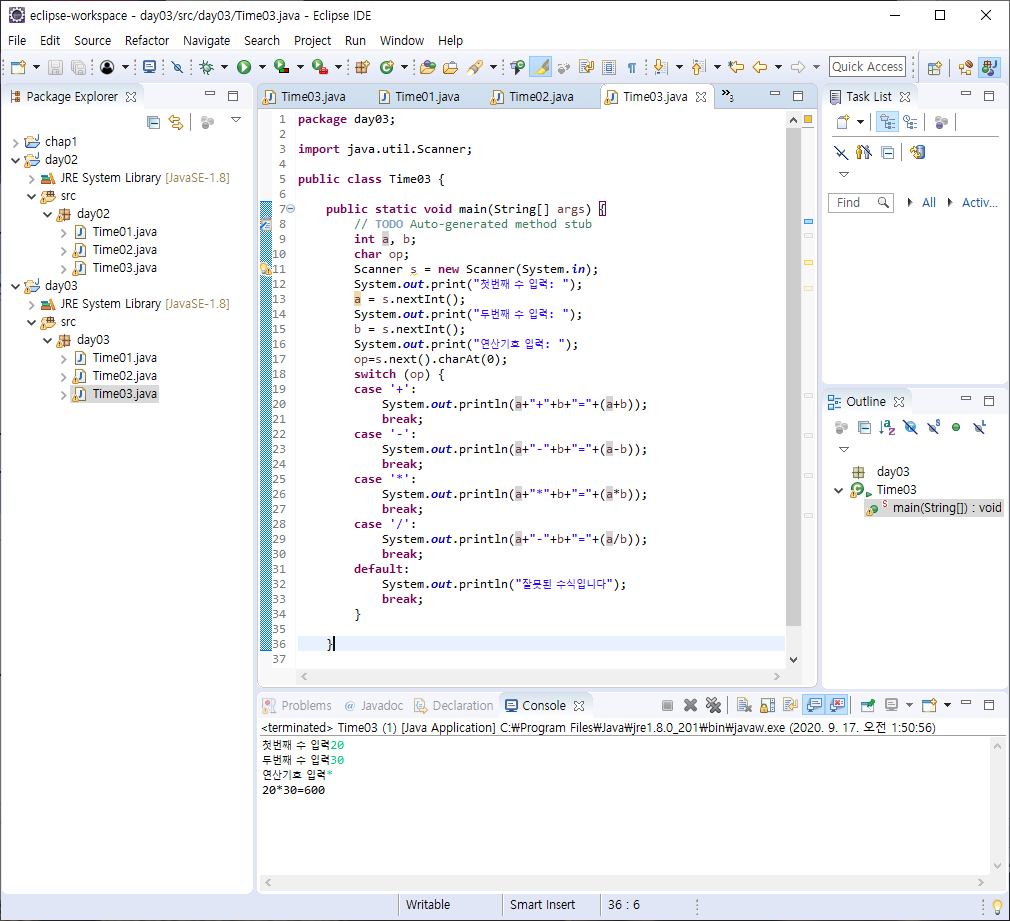 eclipse-workspace - day03/src/day03/Time03.java - Eclipse IDE
File Edit Source Refactor Navigate Search Project Run Window Help
Quick Access
Package Explorer
chap1
day02
JRE System Library [JavaSE-1.8]
src
day02
Time01.java
Time02.java
Time03.java
day03
JRE System Library [JavaSE-1.8]
src
day03
Time01.java
Time02.java
Time03.java
Time03.java Time01.java Time02.java Time03.java »3
1 package day03;
2
3 import java.util.Scanner;
4
5 public class Time03 {
6
7 public static void main(String[] args) {
8 // TODO Auto-generated method stub
9 int a, b;
10 char op;
11 Scanner s = new Scanner(System.in);
12 System.out.print("첫번째 수 입력: ");
13 a = s.nextInt();
14 System.out.print("두번째 수 입력: ");
15 b = s.nextInt();
16 System.out.print("연산기호 입력: ");
17 op=s.next().charAt(0);
18 switch (op) {
19 case '+':
20 System.out.println(a+"+"+b+"="+(a+b));
21 break;
22 case '-':
23 System.out.println(a+"-"+b+"="+(a-b));
24 break;
25 case '*':
26 System.out.println(a+"*"+b+"="+(a*b));
27 break;
28 case '/':
29 System.out.println(a+"-"+b+"="+(a/b));
30 break;
31 default:
32 System.out.println("잘못된 수식입니다");
33 break;
34 }
35
36 }
37
Task List
Find All Activ...
Outline
day03
Time03
main(String[]) : void
Problems @ Javadoc Declaration Console
<terminated> Time03 (1) [Java Application] C:₩Program Files₩Java₩jre1.8.0_201₩bin₩javaw.exe (2020. 9. 17. 오전 1:50:56)
첫번째 수 입력20
두번째 수 입력30
연산기호 입력*
20*30=600
Writable Smart Insert 36 : 6